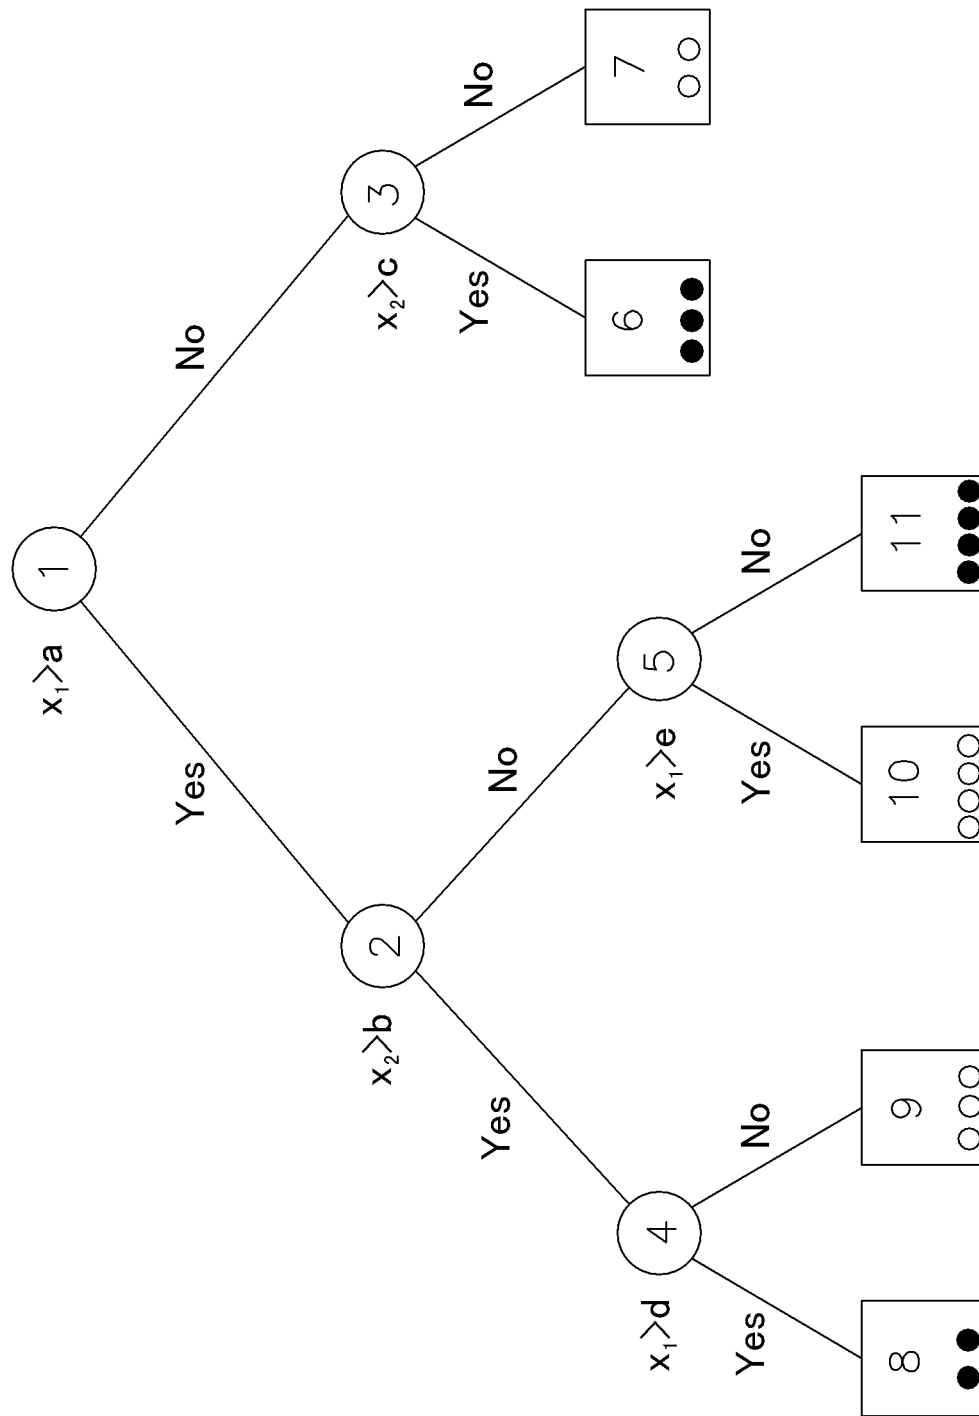 x₁>a 1
Yes No
x₂>b 2 x₂>c 3
Yes No Yes No
6 7
x₁>d 4 x₁>e 5
Yes No Yes No
8 9 10 11